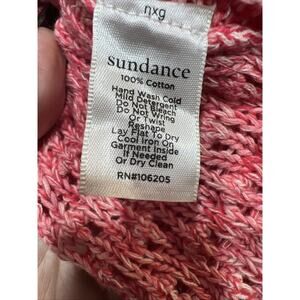 nxg
sundance
100% Cotton
Hand Wash Cold
Mild Detergent
Do Not Bleach
Do Not Wring
Or Twist
Reshape
Lay Flat To Dry
Cool Iron On
Garment Inside
If Needed
Or Dry Clean
RN#106205